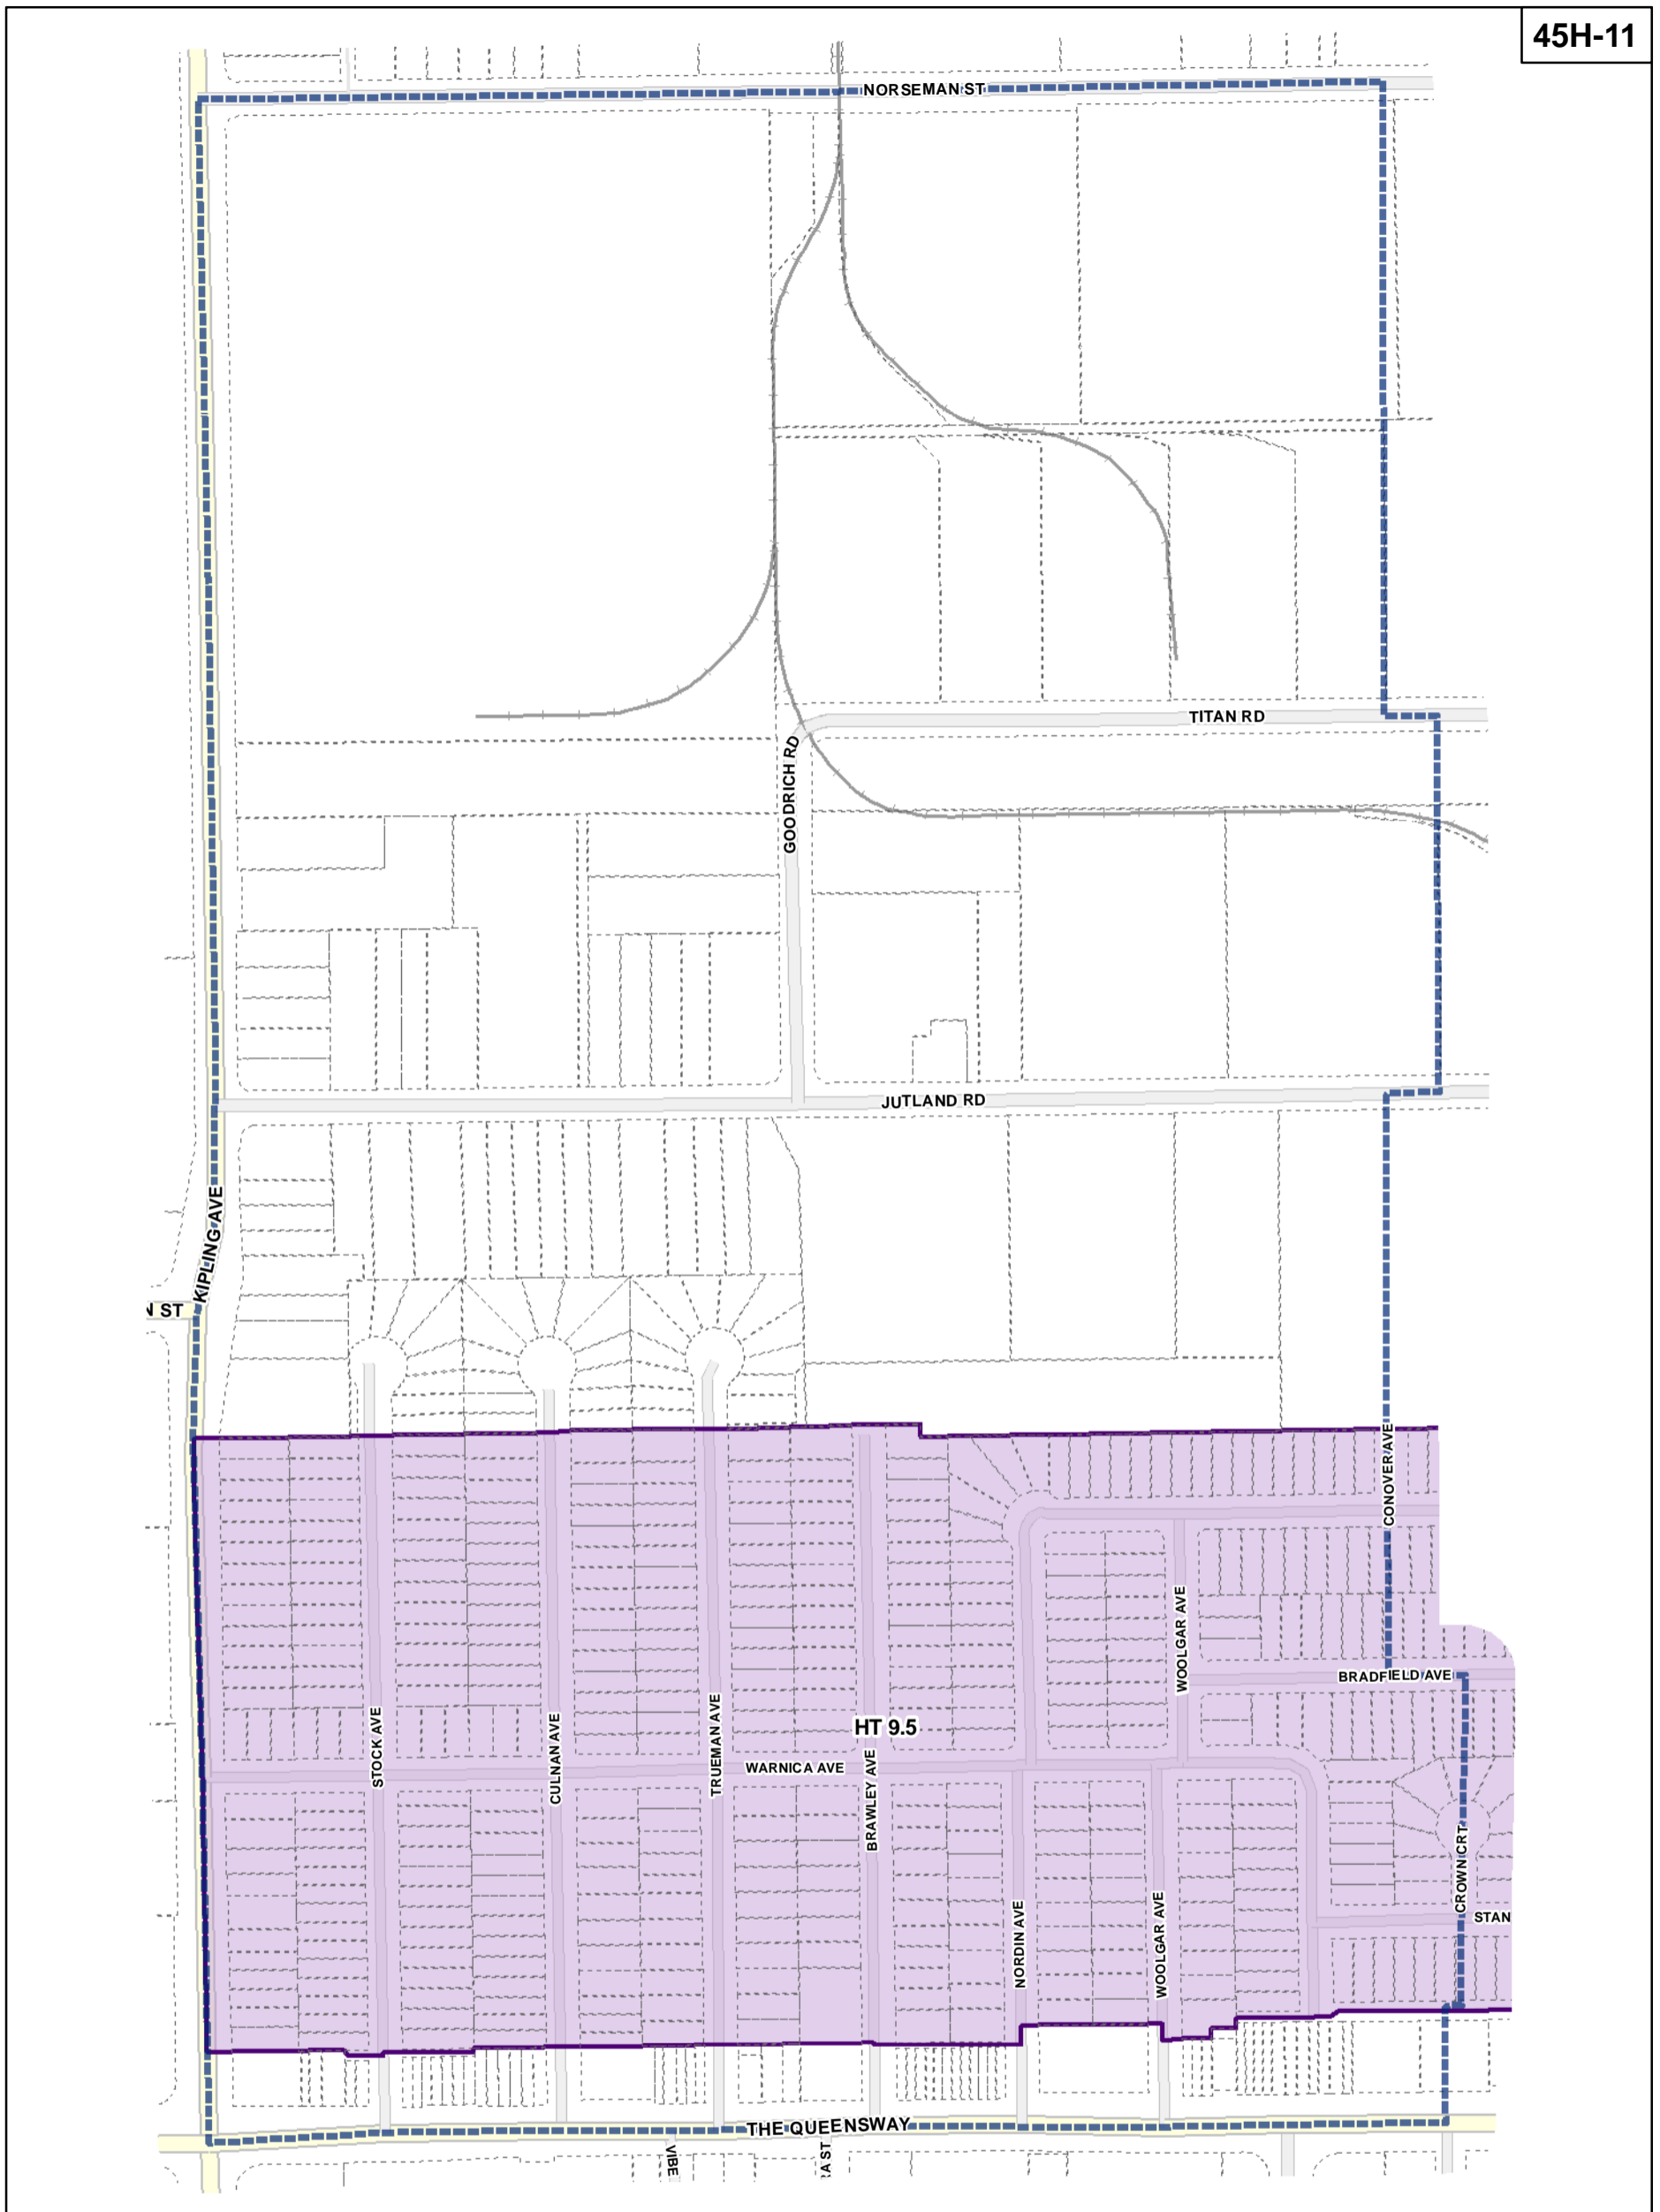 45H-11
NORSEMAN ST
TITAN RD
GOODRICH RD
JUTLAND RD
KIPLING AVE
N ST
CONOVER AVE
WOOLGAR AVE
BRADFIELD AVE
STOCK AVE
CULNAN AVE
TRUEMAN AVE
HT 9.5
WARNICA AVE
BRAWLEY AVE
CROWN CRT
NORDIN AVE
WOOLGAR AVE
STAN
THE QUEENSWAY
VIBE
RA ST